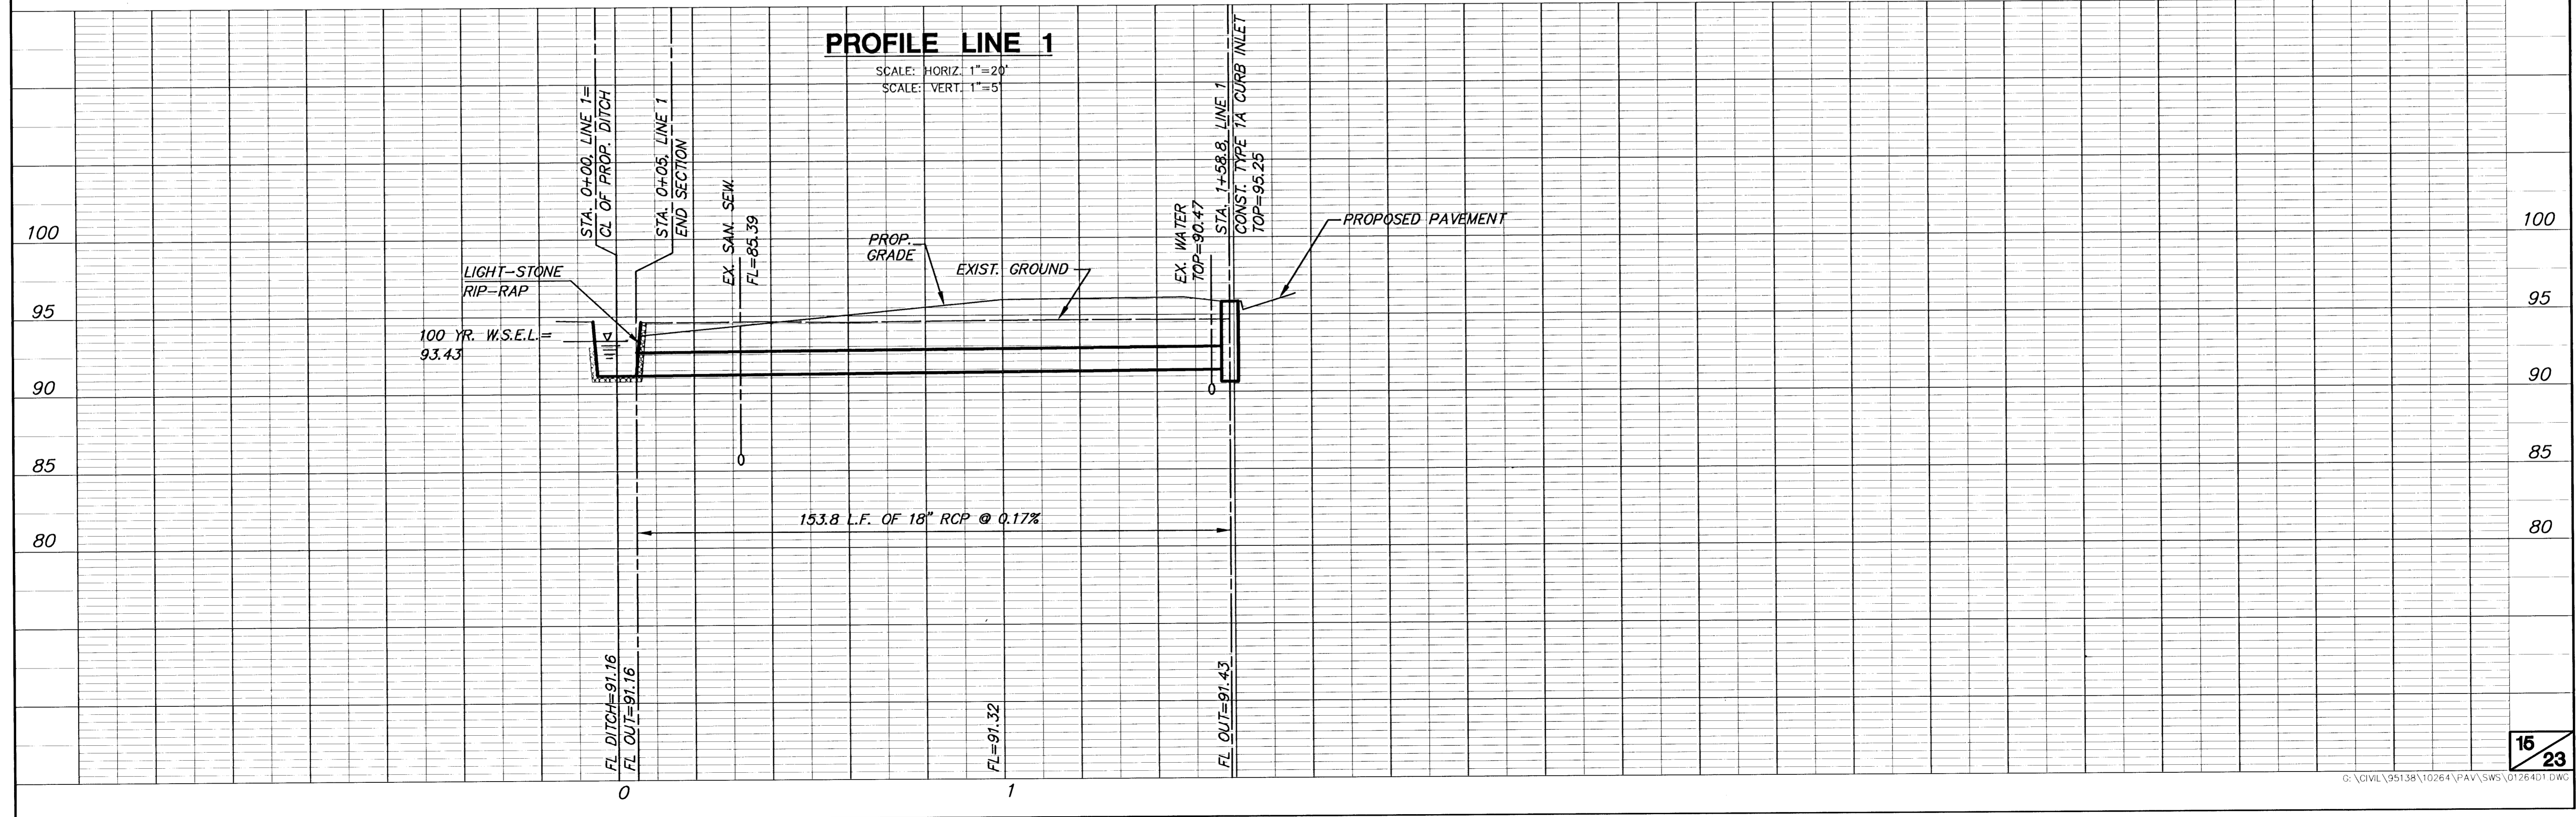 PROFILE LINE 1
SCALE: HORIZ. 1"=20'
SCALE: VERT. 1"=5'
STA. 0+00, LINE 1=
CL OF PROP. DITCH
STA. 0+05, LINE 1
END SECTION
EX. SAN. SEW.
FL=85.39
EX. WATER
TOP=90.47
STA. 1+58.8, LINE 1
CONST. TYPE 1A CURB INLET
TOP=95.25
PROPOSED PAVEMENT
PROP.
GRADE
EXIST. GROUND
LIGHT-STONE
RIP-RAP
100 YR. W.S.E.L.=
93.43
100
95
90
85
80
100
95
90
85
80
153.8 L.F. OF 18" RCP @ 0.17%
FL DITCH=91.16
FL OUT=91.16
FL=91.32
FL OUT=91.43
0
1
15
23
G:\CIVIL\95138\10264\PAV\SWS\01264D1.DWG